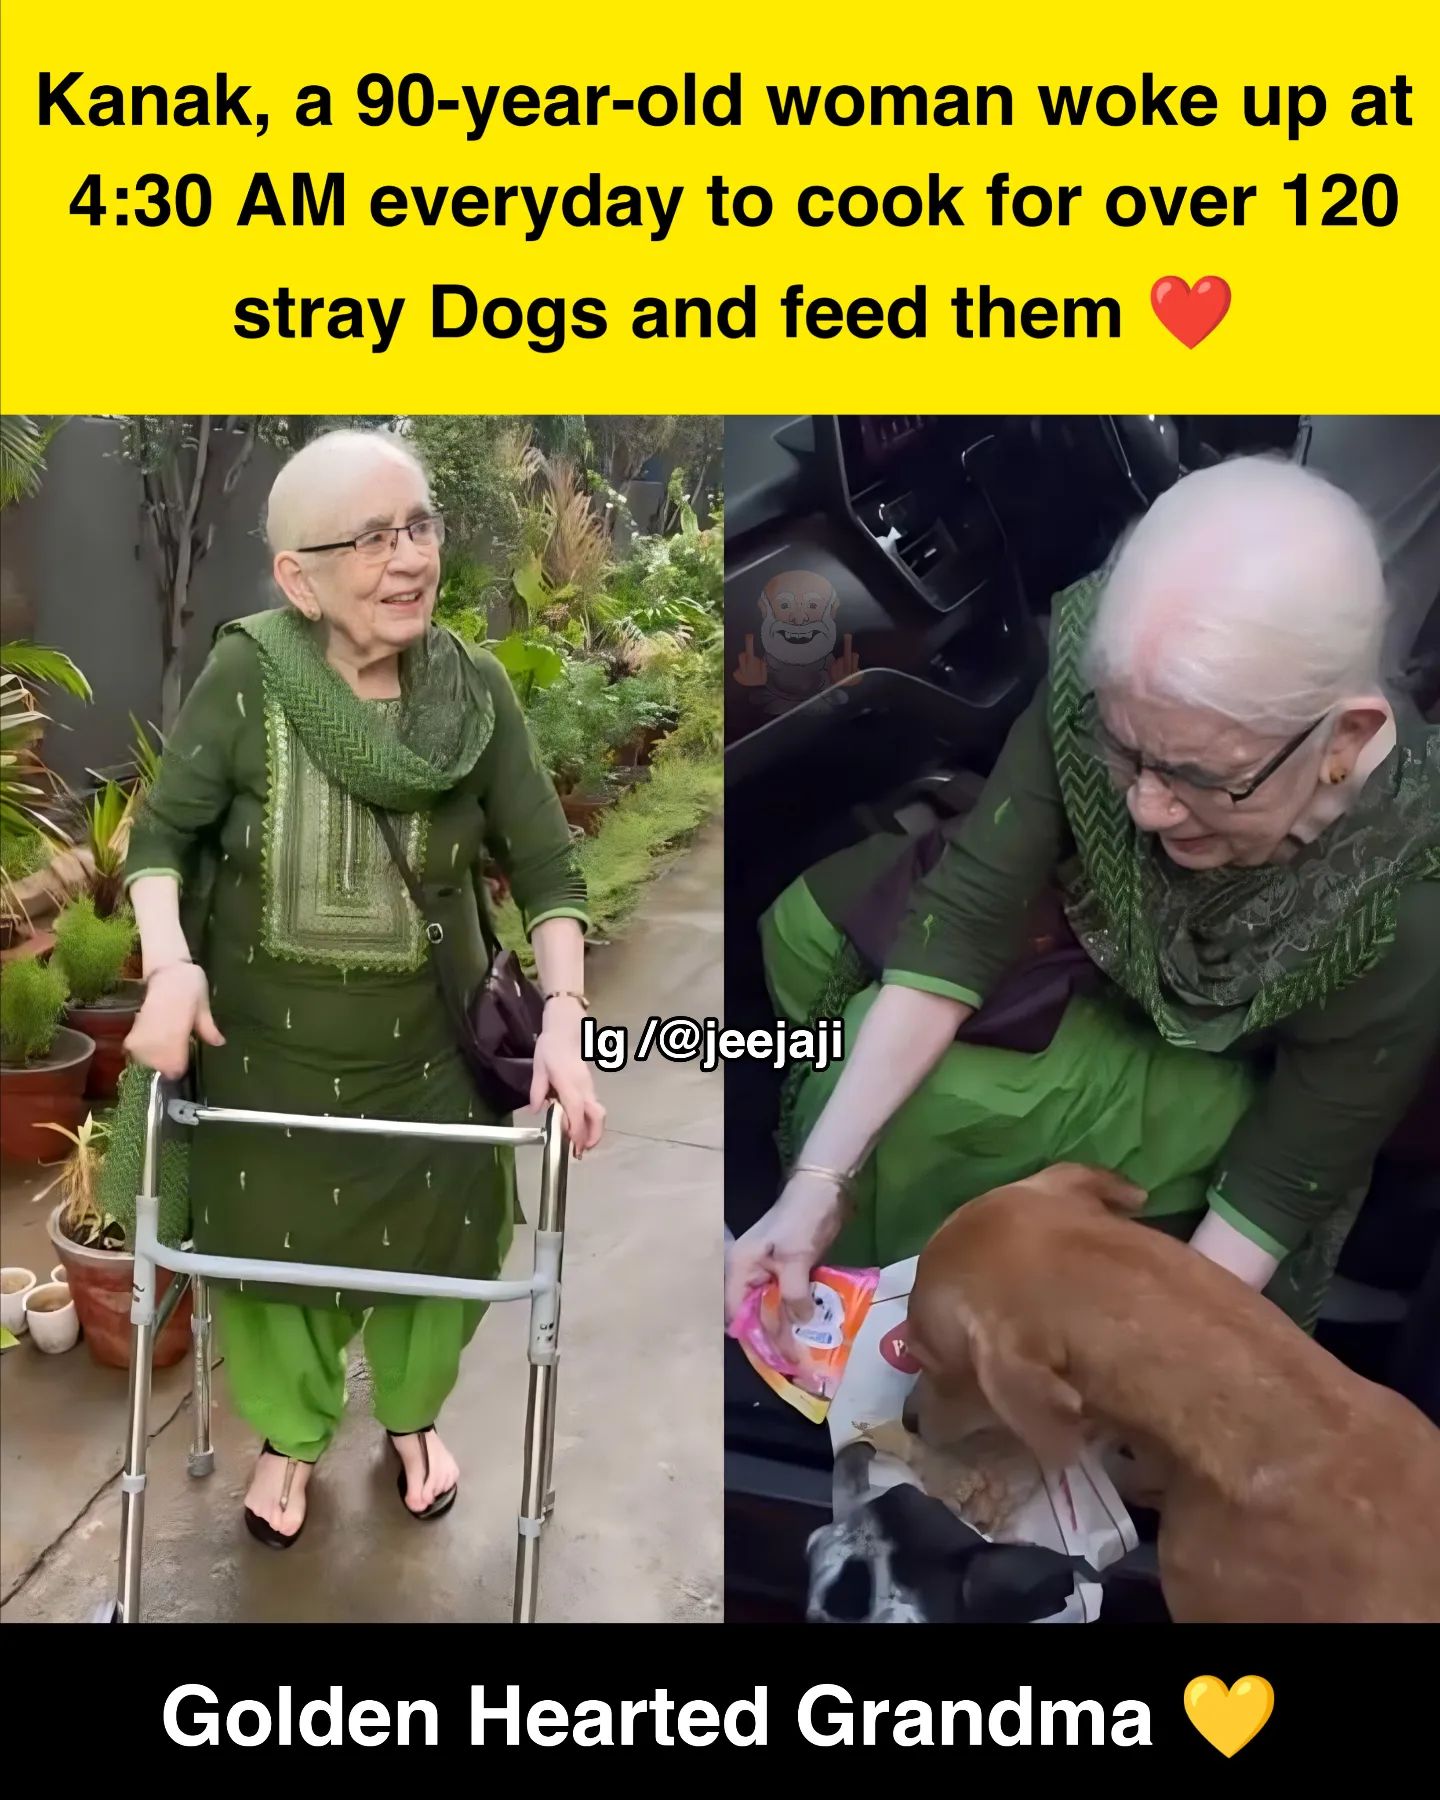 Kanak, a 90-year-old woman woke up at
4:30 AM everyday to cook for over 120
stray Dogs and feed them ❤️
Ig /@jeejaji
Golden Hearted Grandma 💛